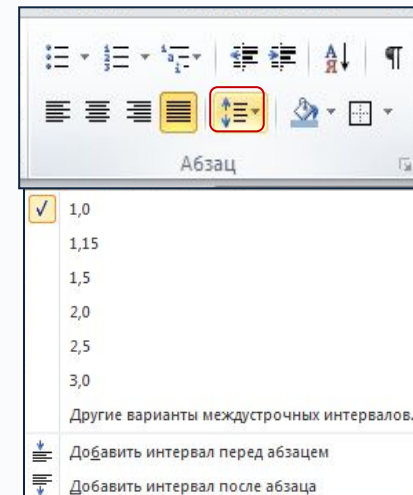 Абзац
1,0
1,15
1,5
2,0
2,5
3,0
Другие варианты междустрочных интервалов.
Добавить интервал перед абзацем
Добавить интервал после абзаца